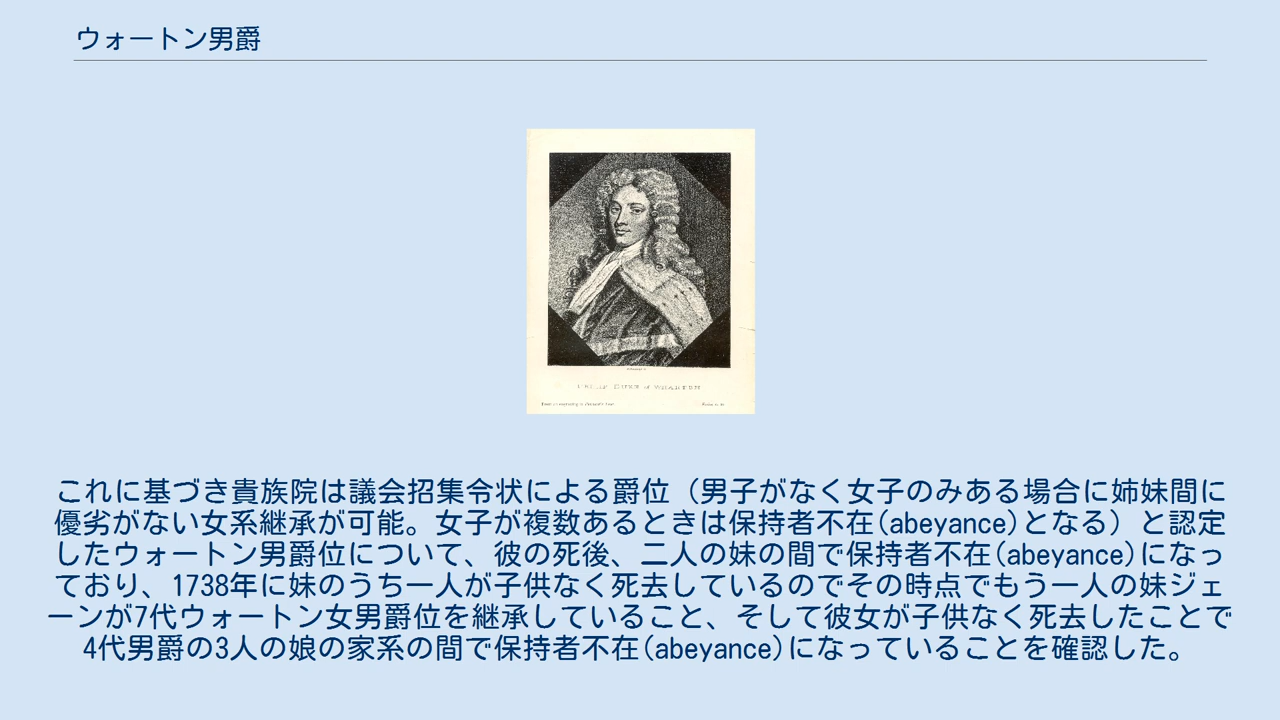 ウォートン男爵
DUKE of WHARTON
これに基づき貴族院は議会招集令状による爵位（男子がなく女子のみある場合に姉妹間に
優劣がない女系継承が可能。女子が複数あるときは保持者不在(abeyance)となる）と認定
したウォートン男爵位について、彼の死後、二人の妹の間で保持者不在(abeyance)になっ
ており、1738年に妹のうち一人が子供なく死去しているのでその時点でもう一人の妹ジェ
ーンが7代ウォートン女男爵位を継承していること、そして彼女が子供なく死去したことで
4代男爵の3人の娘の家系の間で保持者不在(abeyance)になっていることを確認した。